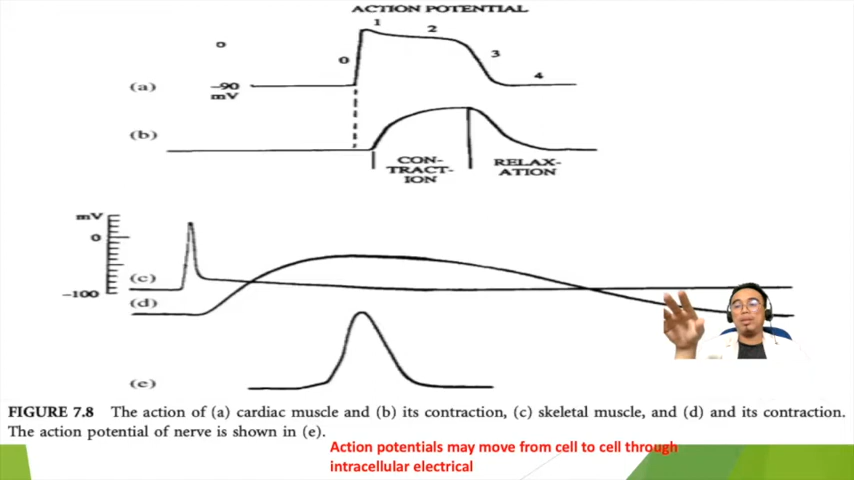 ACTION POTENTIAL
1
2
0
0
3
4
(a)
-90
mV
(b)
CON-
TRACT-
ION
RELAX-
ATION
mV
0
(c)
-100
(d)
(e)
FIGURE 7.8 The action of (a) cardiac muscle and (b) its contraction, (c) skeletal muscle, and (d) and its contraction.
The action potential of nerve is shown in (e).
Action potentials may move from cell to cell through
intracellular electrical